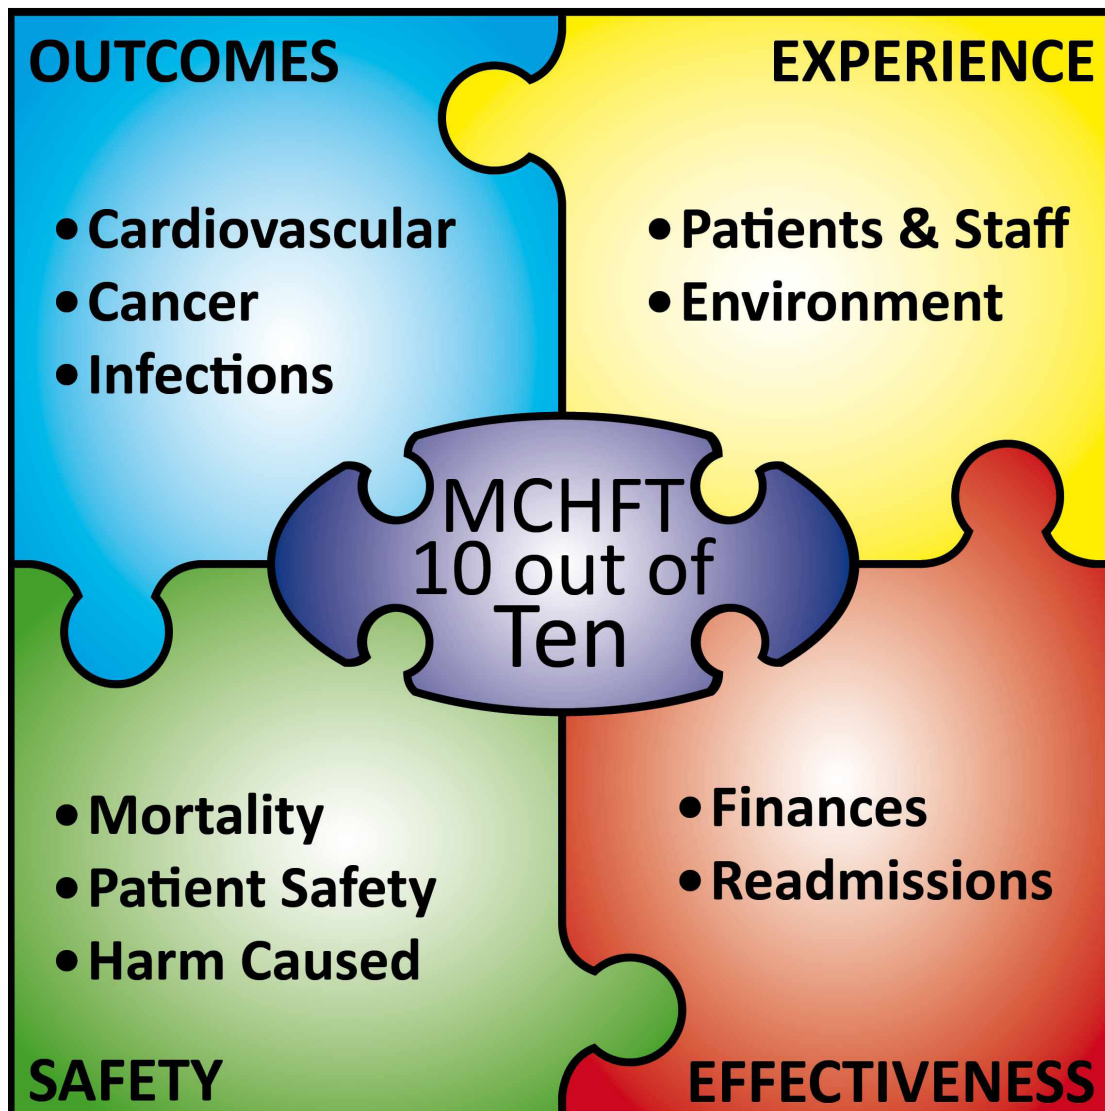 OUTCOMES
• Cardiovascular
• Cancer
• Infections
EXPERIENCE
• Patients & Staff
• Environment
MCHFT
10 out of
Ten
• Mortality
• Patient Safety
• Harm Caused
SAFETY
• Finances
• Readmissions
EFFECTIVENESS